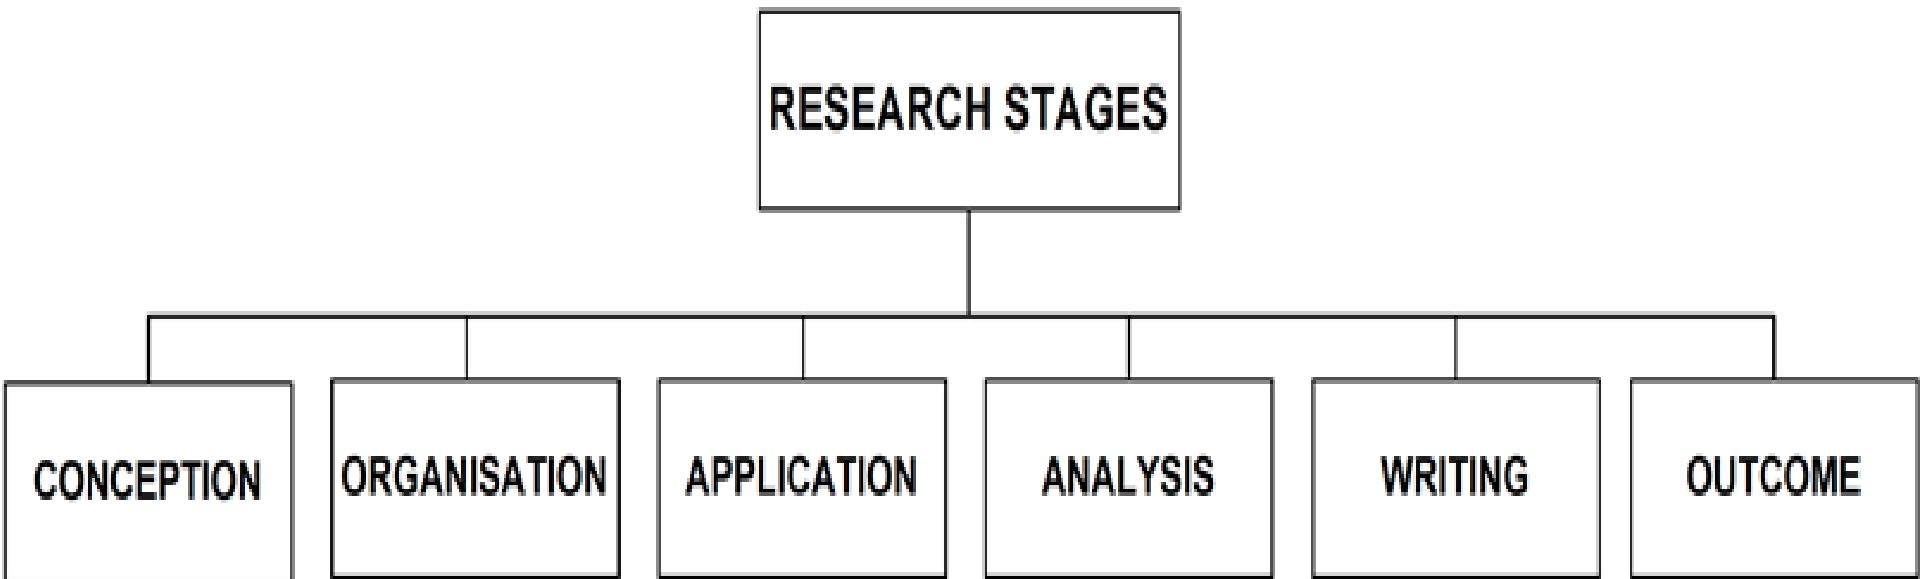 RESEARCH STAGES
CONCEPTION
ORGANISATION
APPLICATION
ANALYSIS
WRITING
OUTCOME